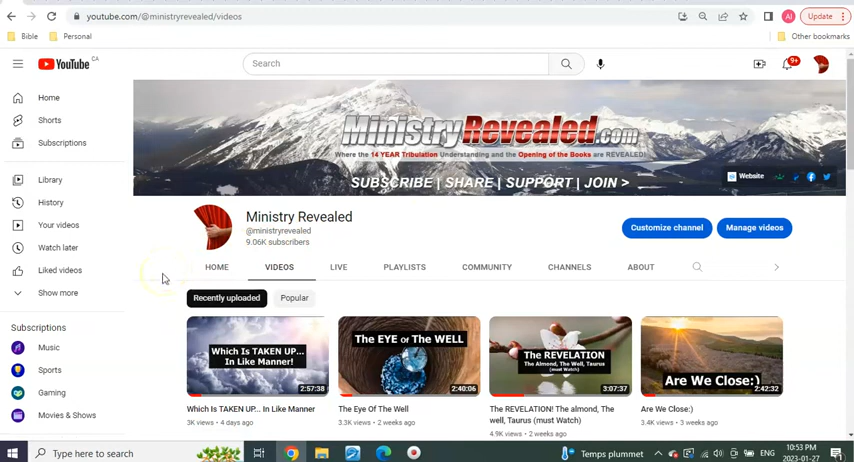 youtube.com/@ministryrevealed/videos
AI
Update
Bible
Personal
Other bookmarks
YouTube CA
Search
9+
Home
Shorts
Subscriptions
Library
History
Your videos
Watch later
Liked videos
Show more
Subscriptions
Music
Sports
Gaming
Movies & Shows
MinistryRevealed.com
Where the 14 YEAR Tribulation Understanding and the Opening of the Books are REVEALED!
SUBSCRIBE | SHARE | SUPPORT | JOIN >
Website
Ministry Revealed
@ministryrevealed
9.06K subscribers
Customize channel
Manage videos
HOME
VIDEOS
LIVE
PLAYLISTS
COMMUNITY
CHANNELS
ABOUT
Recently uploaded
Popular
Which Is TAKEN UP...
In Like Manner!
2:57:38
Which Is TAKEN UP... In Like Manner
3K views • 4 days ago
The EYE or The WELL
2:40:06
The Eye Of The Well
3.3K views • 2 weeks ago
The REVELATION
The Almond, The Well, Taurus
(must Watch)
3:07:37
The REVELATION! The almond, The
well, Taurus (must Watch)
4.9K views • 2 weeks ago
Are We Close:)
2:42:32
Are We Close:)
3.4K views • 3 weeks ago
Type here to search
Temps plummet
ENG
10:53 PM
2023-01-27